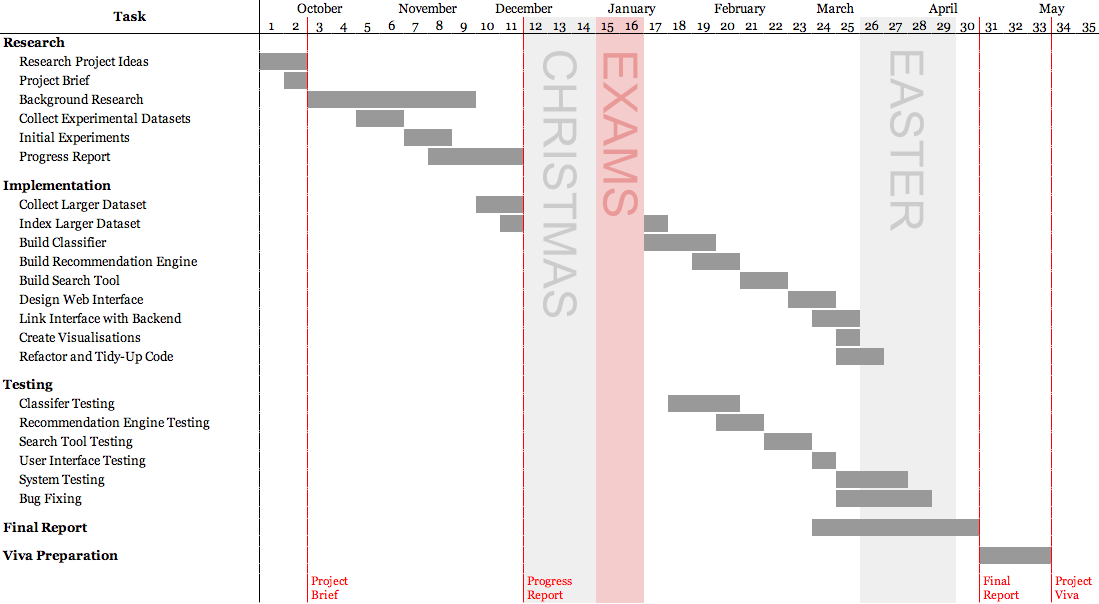 Task
October November December January February March April May
1 2 3 4 5 6 7 8 9 10 11 12 13 14 15 16 17 18 19 20 21 22 23 24 25 26 27 28 29 30 31 32 33 34 35
Research
Research Project Ideas
Project Brief
Background Research
Collect Experimental Datasets
Initial Experiments
Progress Report
Implementation
Collect Larger Dataset
Index Larger Dataset
Build Classifier
Build Recommendation Engine
Build Search Tool
Design Web Interface
Link Interface with Backend
Create Visualisations
Refactor and Tidy-Up Code
Testing
Classifer Testing
Recommendation Engine Testing
Search Tool Testing
User Interface Testing
System Testing
Bug Fixing
Final Report
Viva Preparation
CHRISTMAS
EXAMS
EASTER
Project
Brief
Progress
Report
Final
Report
Project
Viva